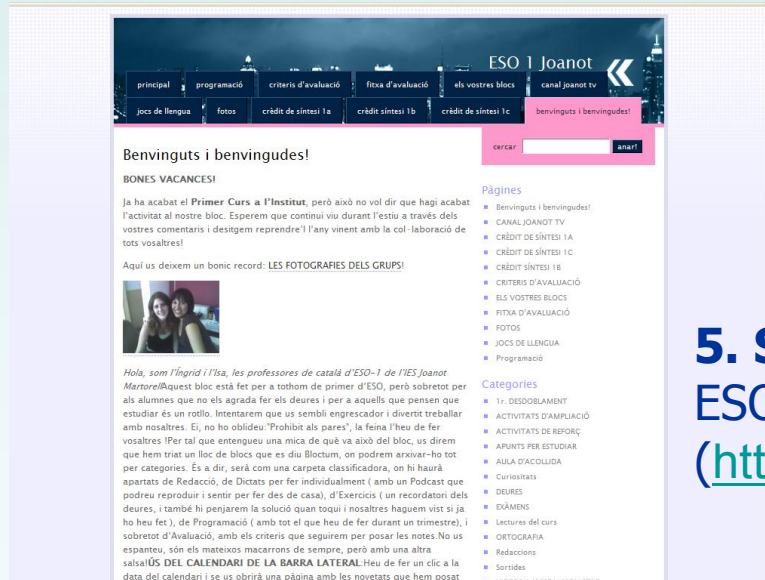 ESO 1 Joanot
principal programació criteris d'avaluació fitxa d'avaluació els vostres blocs canal joanot tv
jocs de llengua fotos crèdit de síntesi 1a crèdit síntesi 1b crèdit de síntesi 1c benvinguts i benvingudes!
cercar anar!
Benvinguts i benvingudes!
BONES VACANCES!
Ja ha acabat el Primer Curs a l'Institut, però això no vol dir que hagi acabat
l'activitat al nostre bloc. Esperem que continui viu durant l'estiu a través dels
vostres comentaris i desitgem reprendre'l l'any vinent amb la col·laboració de
tots vosaltres!
Aquí us deixem un bonic record: LES FOTOGRAFIES DELS GRUPS!
Hola, som l'Íngrid i l'Isa, les professores de català d'ESO-1 de l'IES Joanot
Martorell!Aquest bloc està fet per a tothom de primer d'ESO, però sobretot per
als alumnes que no els agrada fer els deures i per a aquells que pensen que
estudiar és un rotllo. Intentarem que us sembli engrescador i divertit treballar
amb nosaltres. Ei, no ho oblideu:"Prohibit als pares", la feina l'heu de fer
vosaltres !Per tal que entengueu una mica de què va això del bloc, us direm
que hem triat un lloc de blocs que es diu Bloctum, on podrem arxivar-ho tot
per categories. És a dir, serà com una carpeta classificadora, on hi haurà
apartats de Redacció, de Dictats per fer individualment ( amb un Podcast que
podreu reproduir i sentir per fer des de casa), d'Exercicis ( un recordatori dels
deures, i també hi penjarem la solució quan toqui i nosaltres haguem vist si ja
ho heu fet ), de Programació ( amb tot el que heu de fer durant un trimestre), i
sobretot d'Avaluació, amb els criteris que seguirem per posar les notes.No us
espanteu, són els mateixos macarrons de sempre, però amb una altra
salsa!ÚS DEL CALENDARI DE LA BARRA LATERAL:Heu de fer un clic a la
data del calendari i se us obrirà una pàgina amb les novetats que hem posat
Pàgines
Benvinguts i benvingudes!
CANAL JOANOT TV
CRÈDIT DE SÍNTESI 1A
CRÈDIT DE SÍNTESI 1C
CRÈDIT SÍNTESI 1B
CRITERIS D'AVALUACIÓ
ELS VOSTRES BLOCS
FITXA D'AVALUACIÓ
FOTOS
JOCS DE LLENGUA
Programació
Categories
1r. DESDOBLAMENT
ACTIVITATS D'AMPLIACIÓ
ACTIVITATS DE REFORÇ
APUNTS PER ESTUDIAR
AULA D'ACOLLIDA
Curiositats
DEURES
EXÀMENS
Lectures del curs
ORTOGRAFIA
Redaccions
Sortides
5. S
ESO
(htt